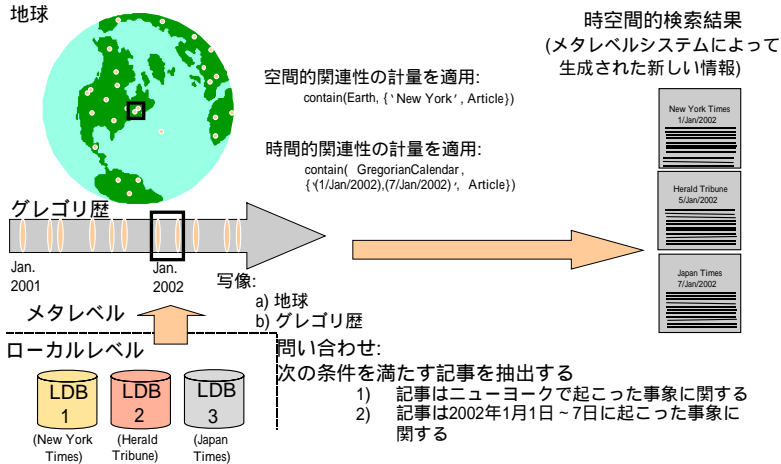 地球
時空間的検索結果
(メタレベルシステムによって
生成された新しい情報)
空間的関連性の計量を適用:
contain(Earth, {‘New York’, Article})
時間的関連性の計量を適用:
contain( GregorianCalendar,
{‘(1/Jan/2002),(7/Jan/2002)’, Article})
New York Times
1/Jan/2002
Herald Tribune
5/Jan/2002
Japan Times
7/Jan/2002
グレゴリ歴
Jan.
2001
Jan.
2002
写像:
a) 地球
b) グレゴリ歴
メタレベル
ローカルレベル
LDB
1
LDB
2
LDB
3
(New York
Times)
(Herald
Tribune)
(Japan
Times)
問い合わせ:
次の条件を満たす記事を抽出する
1) 記事はニューヨークで起こった事象に関する
2) 記事は2002年1月1日~7日に起こった事象に
関する